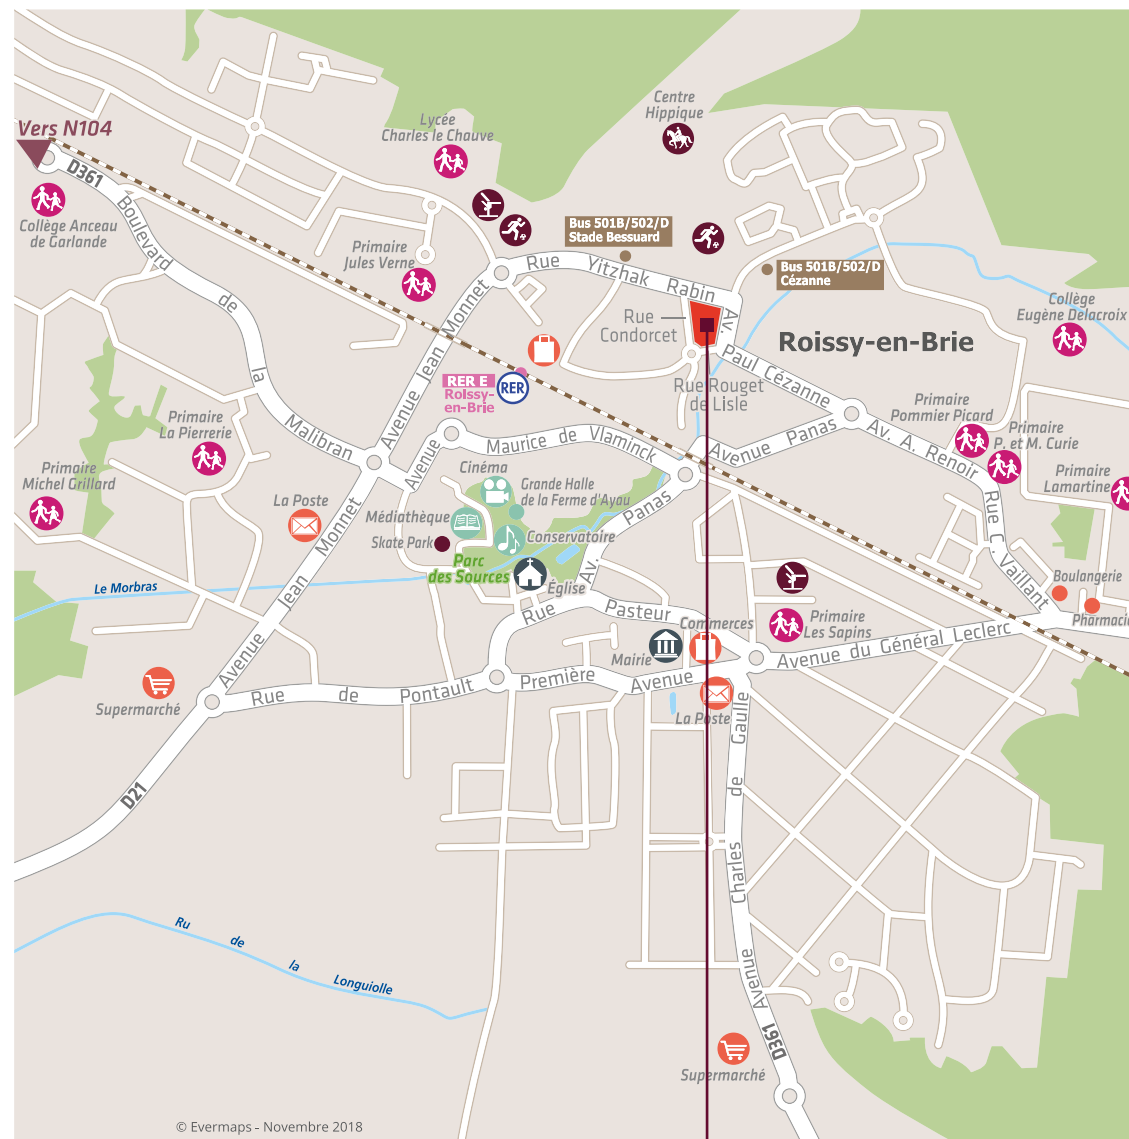 Vers N104
D361
Collège Anceau
de Garlande
Boulevard
de
la
Malibran
Lycée
Charles le Chauve
Centre
Hippique
Primaire
Jules Verne
Bus 501B/502/D
Stade Bessuard
Bus 501B/502/D
Cézanne
Rue Yitzhak Rabin
Rue
Condorcet
Av.
Paul Cézanne
Roissy-en-Brie
Collège
Eugène Delacroix
Rue Rouget
de Lisle
RER E
Roissy-
en-Brie
RER
Avenue Jean Monnet
Primaire
La Pierrerie
Primaire
Michel Grillard
La Poste
Avenue
Maurice de Vlaminck
Avenue Panas
Av. A. Renoir
Primaire
Pommier Picard
Primaire
P. et M. Curie
Primaire
Lamartine
Cinéma
Grande Halle
de la Ferme d'Ayau
Médiathèque
Skate Park
Conservatoire
Parc
des Sources
Église
Av. Panas
Rue C. Vaillant
Boulangerie
Pharmacie
Le Morbras
Avenue Jean Monnet
Rue Pasteur
Commerces
Mairie
Primaire
Les Sapins
Avenue du Général Leclerc
Supermarché
Rue de Pontault
Première Avenue
La Poste
D21
Avenue Charles de Gaulle
Ru de la Longuiolle
D361
Supermarché
© Evermaps - Novembre 2018